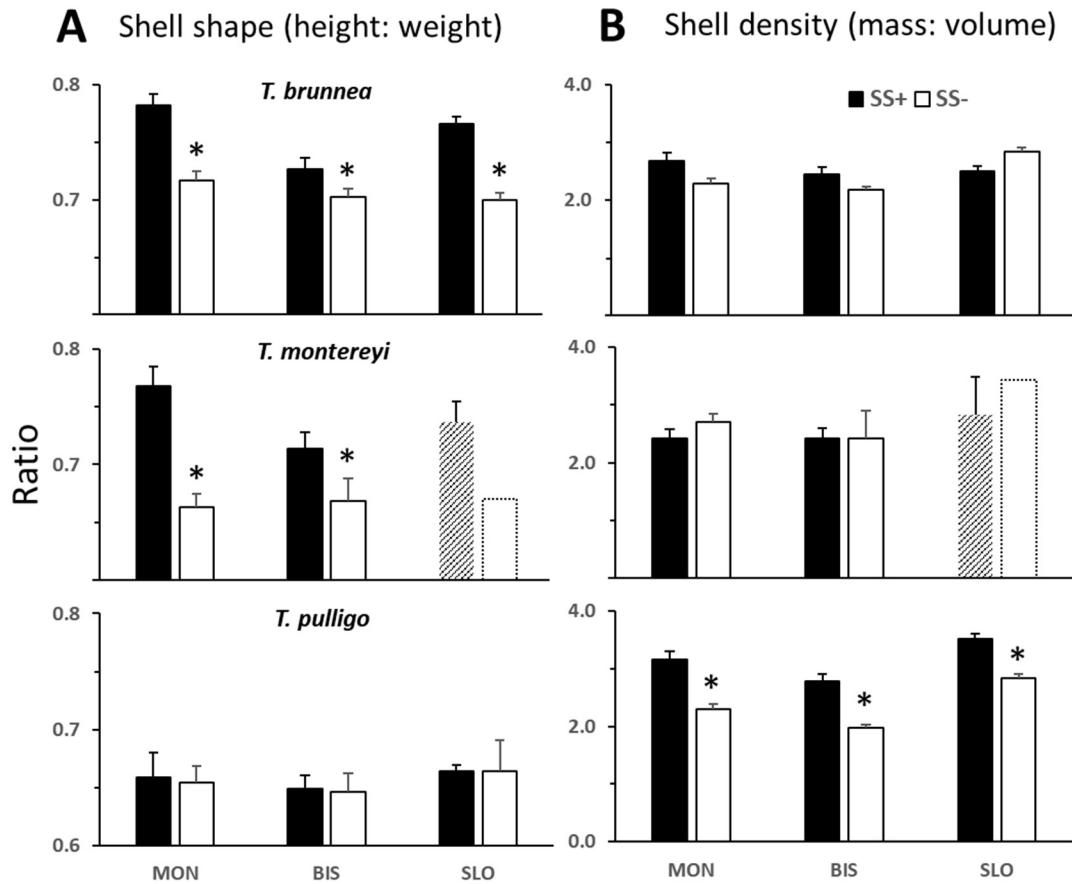 A Shell shape (height: weight)
B Shell density (mass: volume)
Ratio
T. brunnea
0.8
0.7
*
*
*
4.0
2.0
SS+ SS-
T. montereyi
0.8
0.7
*
*
4.0
2.0
T. pulligo
0.8
0.7
0.6
MON BIS SLO
4.0
2.0
0.0
*
*
*
MON BIS SLO